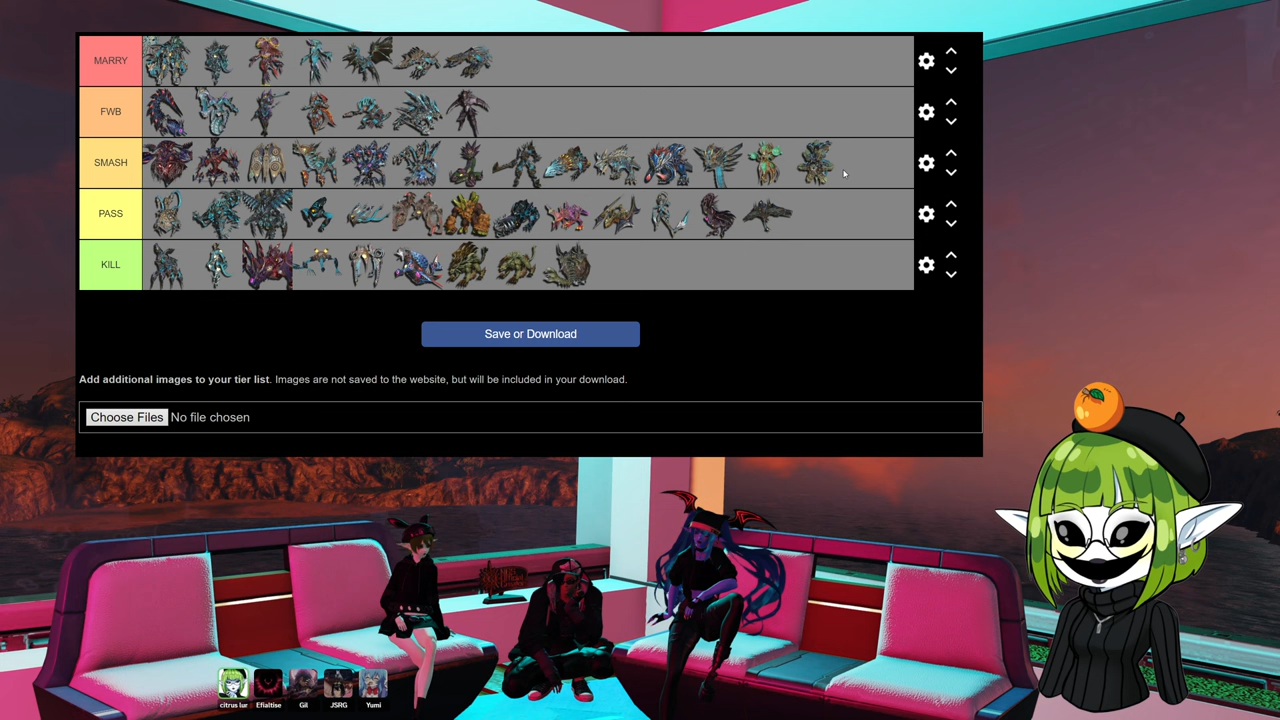 MARRY
FWB
SMASH
PASS
KILL
Save or Download
Add additional images to your tier list. Images are not saved to the website, but will be included in your download.
Choose Files No file chosen
citrus lur Efialtise Gil JSRG Yumi